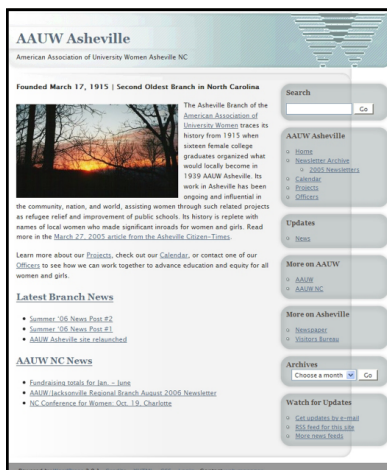 AAUW Asheville
American Association of University Women Asheville NC
Founded March 17, 1915 | Second Oldest Branch in North Carolina
The Asheville Branch of the
American Association of
University Women traces its
history from 1915 when
sixteen female college
graduates organized what
would locally become in
1939 AAUW Asheville. Its
work in Asheville has been
ongoing and influential in
the community, nation, and world, assisting women through such related projects
as refugee relief and improvement of public schools. Its history is replete with
names of local women who made significant inroads for women and girls. Read
more in the March 27, 2005 article from the Asheville Citizen-Times.
Learn more about our Projects, check out our Calendar, or contact one of our
Officers to see how we can work together to advance education and equity for all
women and girls.
Latest Branch News
Summer '06 News Post #2
Summer '06 News Post #1
AAUW Asheville site relaunched
AAUW NC News
Fundraising totals for Jan. - June
AAUW/Jacksonville Regional Branch August 2006 Newsletter
NC Conference for Women: Oct. 19, Charlotte
Search
Go
AAUW Asheville
Home
Newsletter Archive
2005 Newsletters
Calendar
Projects
Officers
Updates
News
More on AAUW
AAUW
AAUW NC
More on Asheville
Newspaper
Visitors Bureau
Archives
Choose a month Go
Watch for Updates
Get updates by e-mail
RSS feed for this site
More news feeds